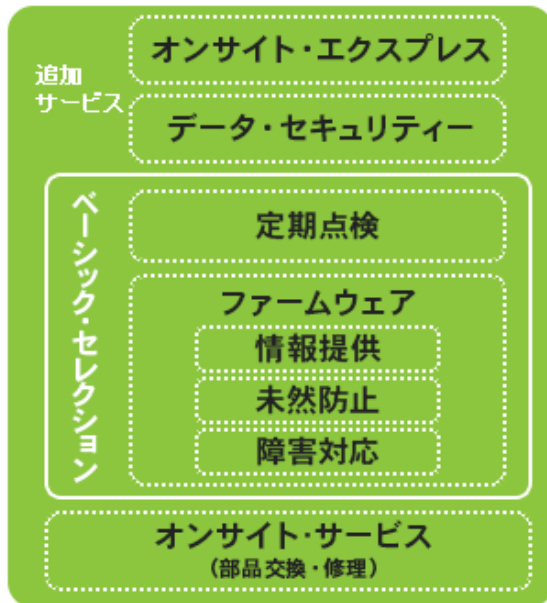 オンサイト・エクスプレス
追加
サービス
データ・セキュリティー
ベーシック・セレクション
定期点検
ファームウェア
情報提供
未然防止
障害対応
オンサイト・サービス
(部品交換・修理)